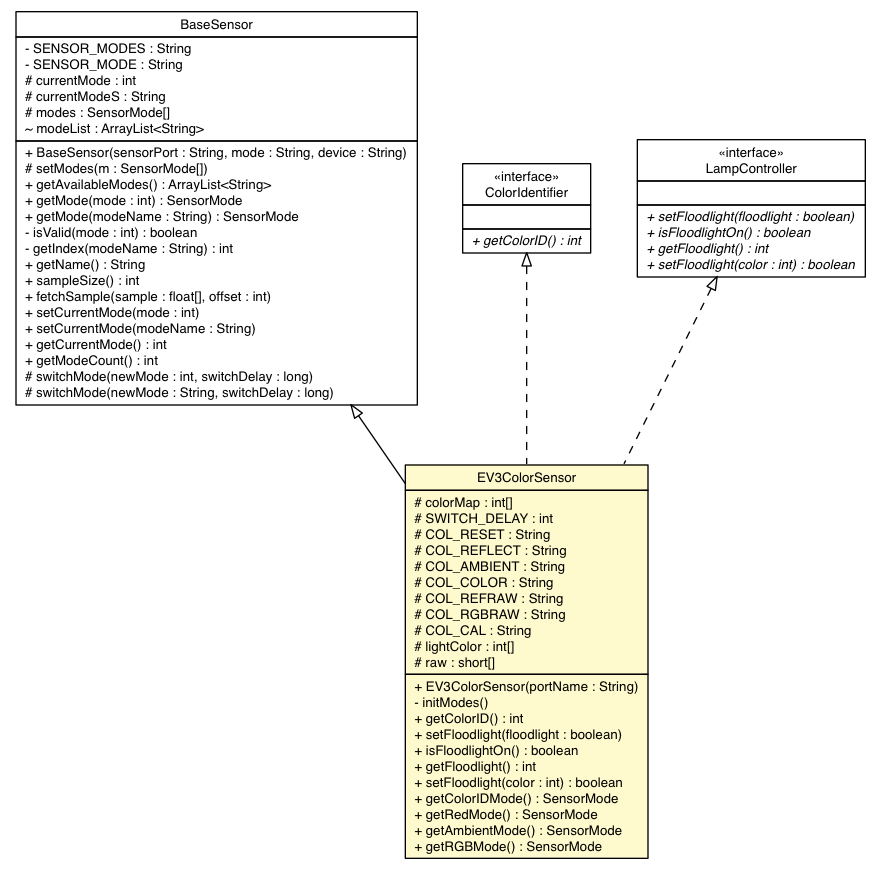 BaseSensor
- SENSOR_MODES : String
- SENSOR_MODE : String
# currentMode : int
# currentModeS : String
# modes : SensorMode[]
~ modeList : ArrayList<String>
+ BaseSensor(sensorPort : String, mode : String, device : String)
# setModes(m : SensorMode[])
+ getAvailableModes() : ArrayList<String>
+ getMode(mode : int) : SensorMode
+ getMode(modeName : String) : SensorMode
- isValid(mode : int) : boolean
- getIndex(modeName : String) : int
+ getName() : String
+ sampleSize() : int
+ fetchSample(sample : float[], offset : int)
+ setCurrentMode(mode : int)
+ setCurrentMode(modeName : String)
+ getCurrentMode() : int
+ getModeCount() : int
# switchMode(newMode : int, switchDelay : long)
# switchMode(newMode : String, switchDelay : long)
«interface»
ColorIdentifier
+ getColorID() : int
«interface»
LampController
+ setFloodlight(floodlight : boolean)
+ isFloodlightOn() : boolean
+ getFloodlight() : int
+ setFloodlight(color : int) : boolean
EV3ColorSensor
# colorMap : int[]
# SWITCH_DELAY : int
# COL_RESET : String
# COL_REFLECT : String
# COL_AMBIENT : String
# COL_COLOR : String
# COL_REFRAW : String
# COL_RGBRAW : String
# COL_CAL : String
# lightColor : int[]
# raw : short[]
+ EV3ColorSensor(portName : String)
- initModes()
+ getColorID() : int
+ setFloodlight(floodlight : boolean)
+ isFloodlightOn() : boolean
+ getFloodlight() : int
+ setFloodlight(color : int) : boolean
+ getColorIDMode() : SensorMode
+ getRedMode() : SensorMode
+ getAmbientMode() : SensorMode
+ getRGBMode() : SensorMode